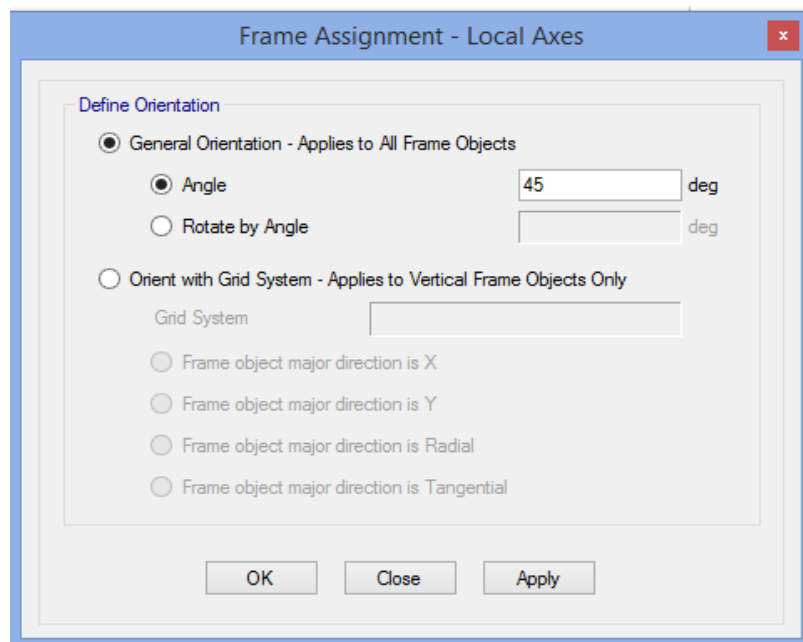 Frame Assignment - Local Axes
x
Define Orientation
General Orientation - Applies to All Frame Objects
Angle 45 deg
Rotate by Angle deg
Orient with Grid System - Applies to Vertical Frame Objects Only
Grid System
Frame object major direction is X
Frame object major direction is Y
Frame object major direction is Radial
Frame object major direction is Tangential
OK Close Apply